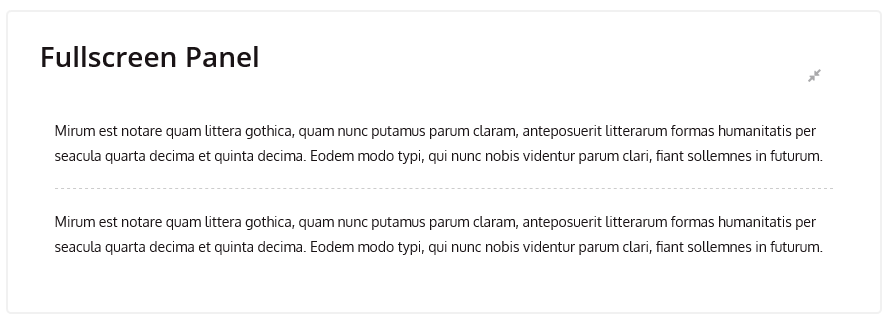 Fullscreen Panel
Mirum est notare quam littera gothica, quam nunc putamus parum claram, anteposuerit litterarum formas humanitatis per
seacula quarta decima et quinta decima. Eodem modo typi, qui nunc nobis videntur parum clari, fiant sollemnes in futurum.
Mirum est notare quam littera gothica, quam nunc putamus parum claram, anteposuerit litterarum formas humanitatis per
seacula quarta decima et quinta decima. Eodem modo typi, qui nunc nobis videntur parum clari, fiant sollemnes in futurum.